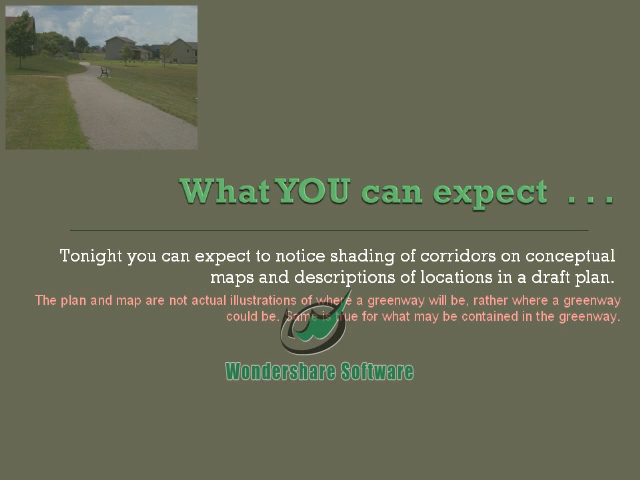 What YOU can expect . . .
Tonight you can expect to notice shading of corridors on conceptual
maps and descriptions of locations in a draft plan.
The plan and map are not actual illustrations of where a greenway will be, rather where a greenway
could be. Same is true for what may be contained in the greenway.
Wondershare Software